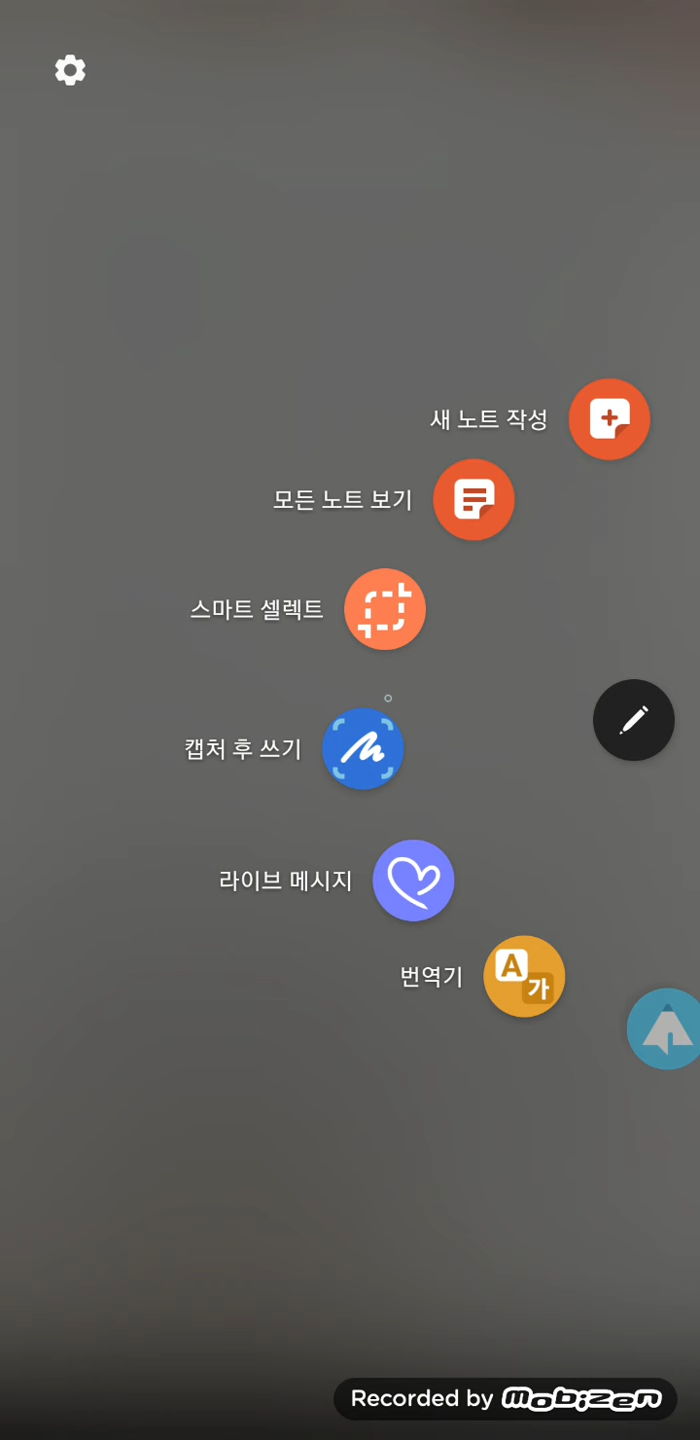 새 노트 작성
모든 노트 보기
스마트 셀렉트
캡처 후 쓰기
라이브 메시지
A
가
번역기
Recorded by mobizen